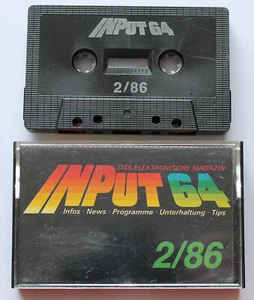 INPUT 64
2/86
DAS ELEKTRONISCHE MAGAZIN
INPUT 64
Infos · News · Programme · Unterhaltung · Tips
2/86